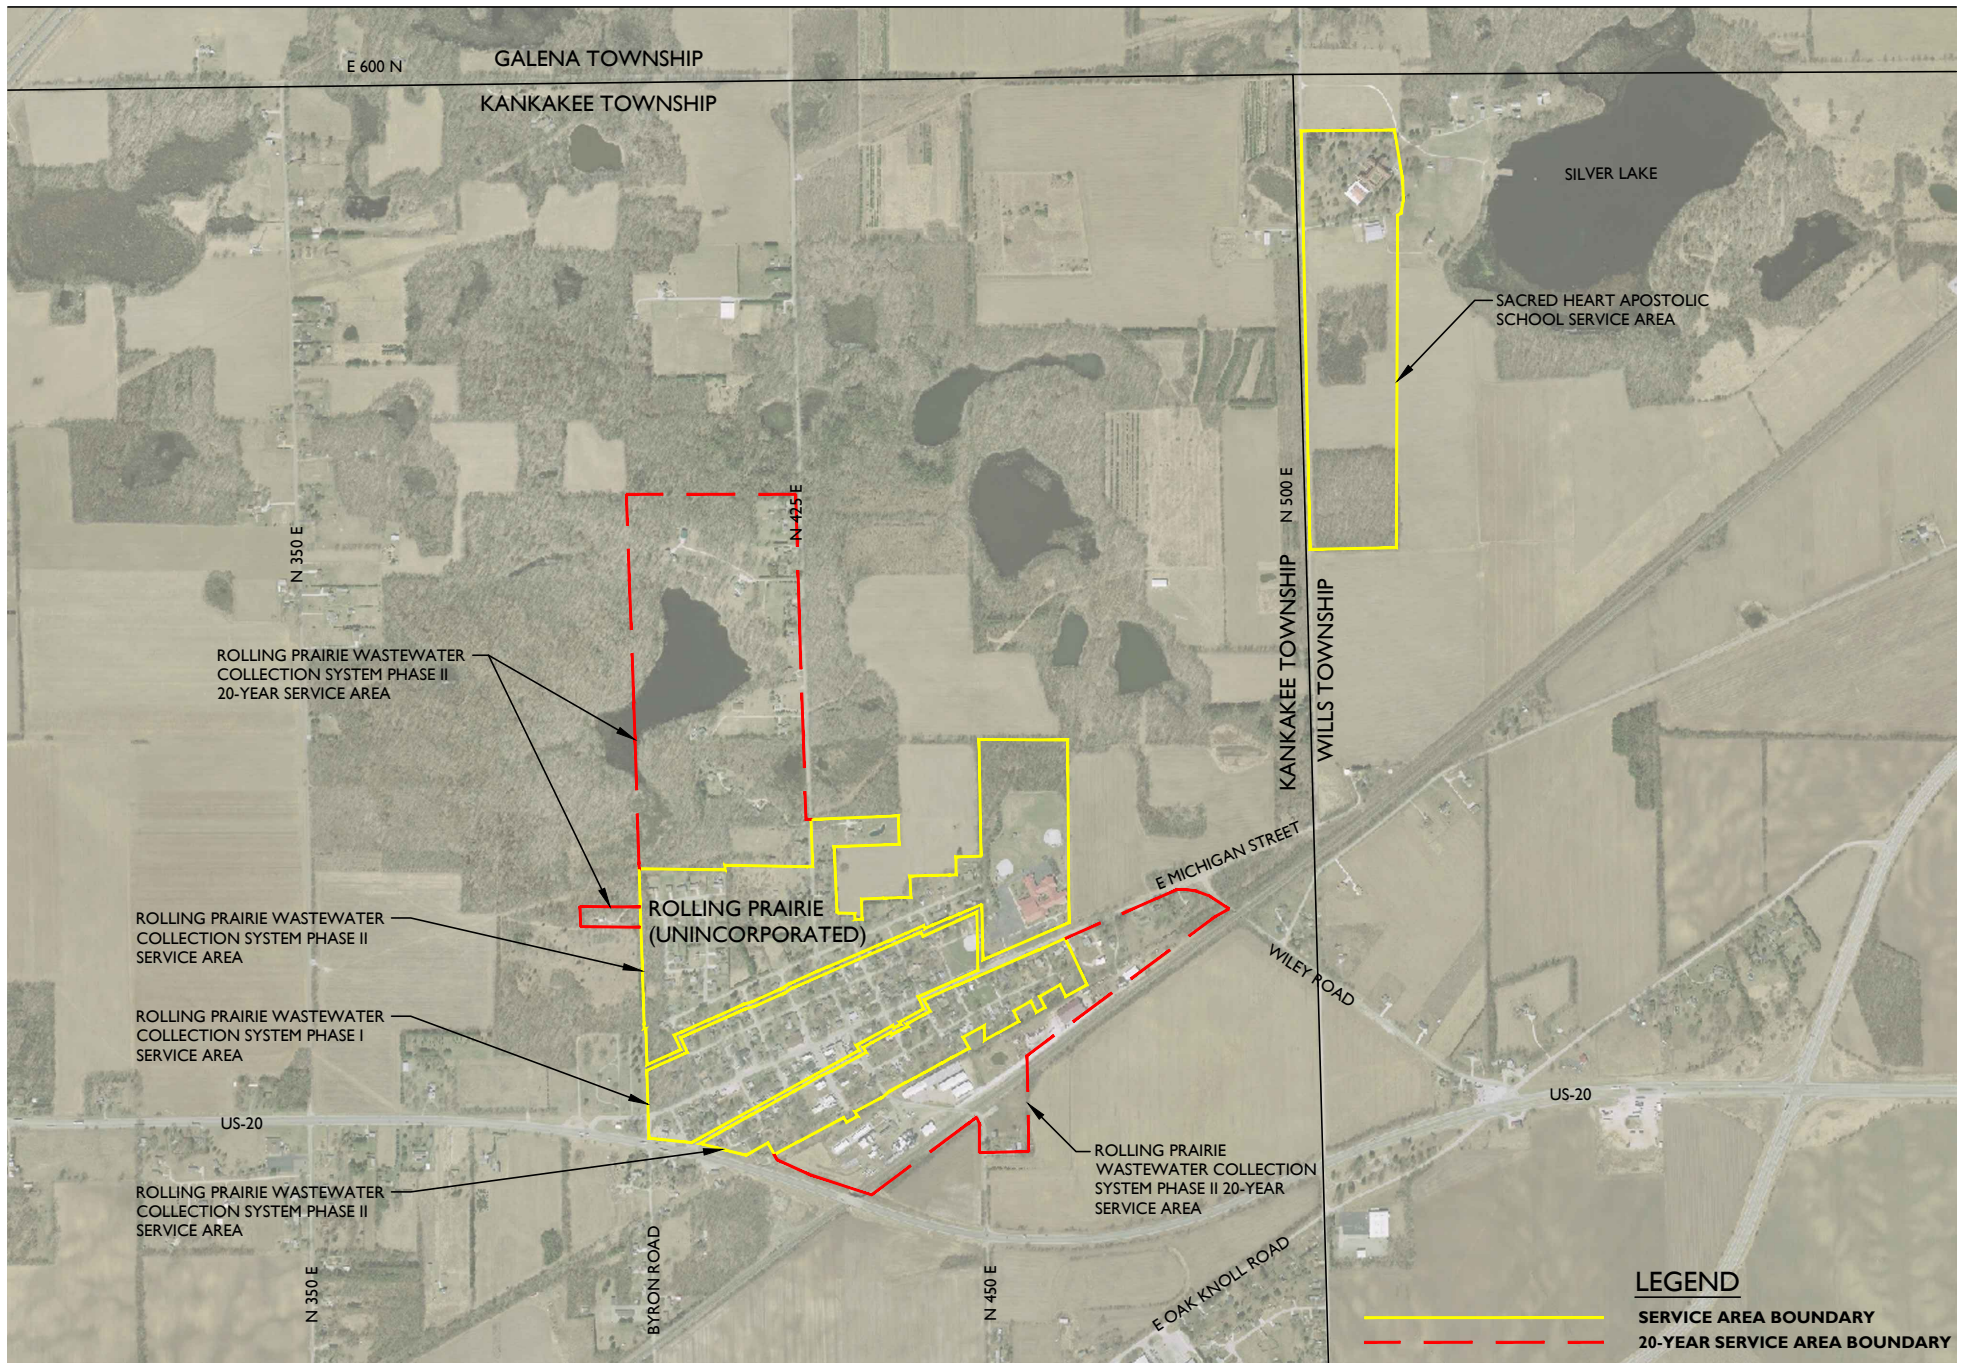 GALENA TOWNSHIP
E 600 N
KANKAKEE TOWNSHIP
SILVER LAKE
SACRED HEART APOSTOLIC
SCHOOL SERVICE AREA
N 425 E
N 500 E
N 350 E
KANKAKEE TOWNSHIP
WILLS TOWNSHIP
ROLLING PRAIRIE WASTEWATER
COLLECTION SYSTEM PHASE II
20-YEAR SERVICE AREA
E MICHIGAN STREET
ROLLING PRAIRIE
(UNINCORPORATED)
ROLLING PRAIRIE WASTEWATER
COLLECTION SYSTEM PHASE II
SERVICE AREA
WILEY ROAD
ROLLING PRAIRIE WASTEWATER
COLLECTION SYSTEM PHASE I
SERVICE AREA
US-20
US-20
ROLLING PRAIRIE
WASTEWATER COLLECTION
SYSTEM PHASE II 20-YEAR
SERVICE AREA
ROLLING PRAIRIE WASTEWATER
COLLECTION SYSTEM PHASE II
SERVICE AREA
BYRON ROAD
N 350 E
N 450 E
E OAK KNOLL ROAD
LEGEND
SERVICE AREA BOUNDARY
20-YEAR SERVICE AREA BOUNDARY